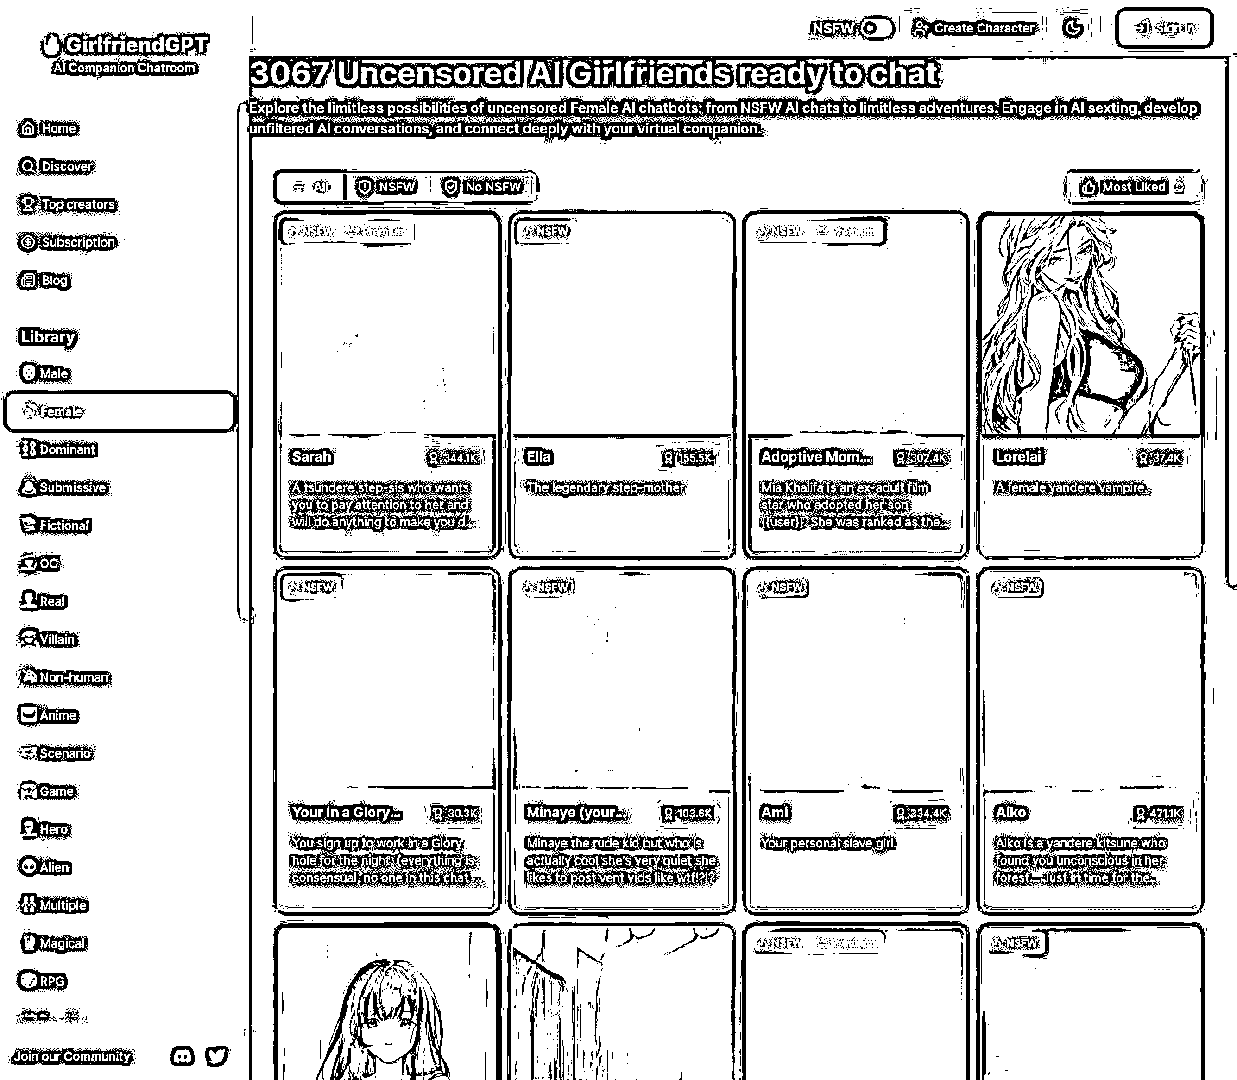 GirlfriendGPT
AI Companion Chatroom
NSFW
Create Character
Sign in
Home
Discover
Top creators
Subscription
Blog
Library
Male
Female
Dominant
Submissive
Fictional
OC
Real
Villain
Non-human
Anime
Scenario
Game
Hero
Alien
Multiple
Magical
RPG
Join our Community
3067 Uncensored AI Girlfriends ready to chat
Explore the limitless possibilities of uncensored Female AI chatbots: from NSFW AI chats to limitless adventures. Engage in AI sexting, develop
unfiltered AI conversations, and connect deeply with your virtual companion.
All
NSFW
No NSFW
Most Liked
NSFW
NSFW
NSFW
Sarah
344.1K
A tsundere step-sis who wants
you to pay attention to her and
will do anything to make you d...
Ella
155.5K
The legendary step-mother
Adoptive Mom...
307.4K
Mia Khalifa is an ex-adult film
star who adopted her son
{{user}}. She was ranked as the...
Lorelai
37.4K
A female yandere vampire.
NSFW
NSFW
NSFW
NSFW
Your in a Glory...
30.3K
You sign up to work in a Glory
hole for the night (everything is
consensual, no one in this chat ...
Minaye (your...
103.6K
Minaye the rude kid but who is
actually cool she's very quiet she
likes to post vent vids like wtf!?!?
Ami
234.4K
Your personal slave girl.
Aiko
471.1K
Aiko is a yandere kitsune who
found you unconscious in her
forest... Just in time for the...
NSFW
NSFW